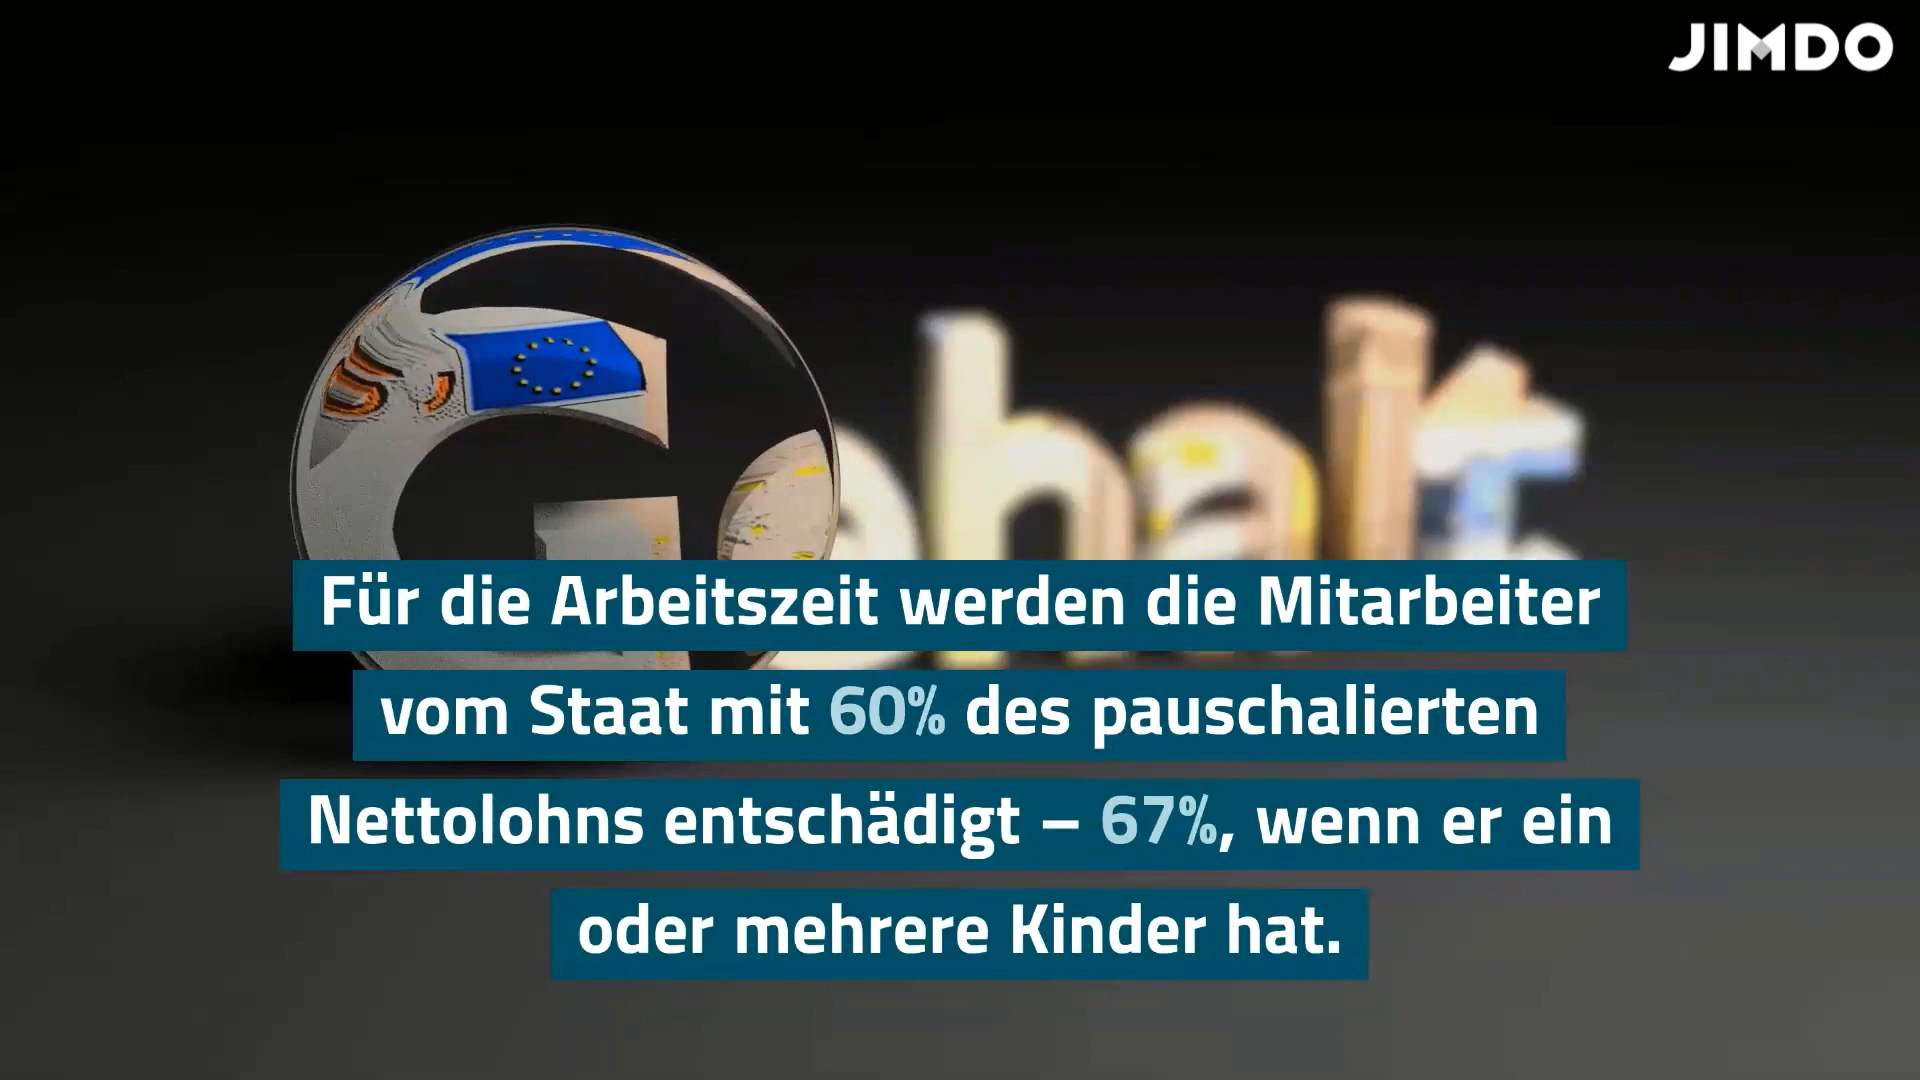 JIMDO
Gehalt
Für die Arbeitszeit werden die Mitarbeiter
vom Staat mit 60% des pauschalierten
Nettolohns entschädigt – 67%, wenn er ein
oder mehrere Kinder hat.